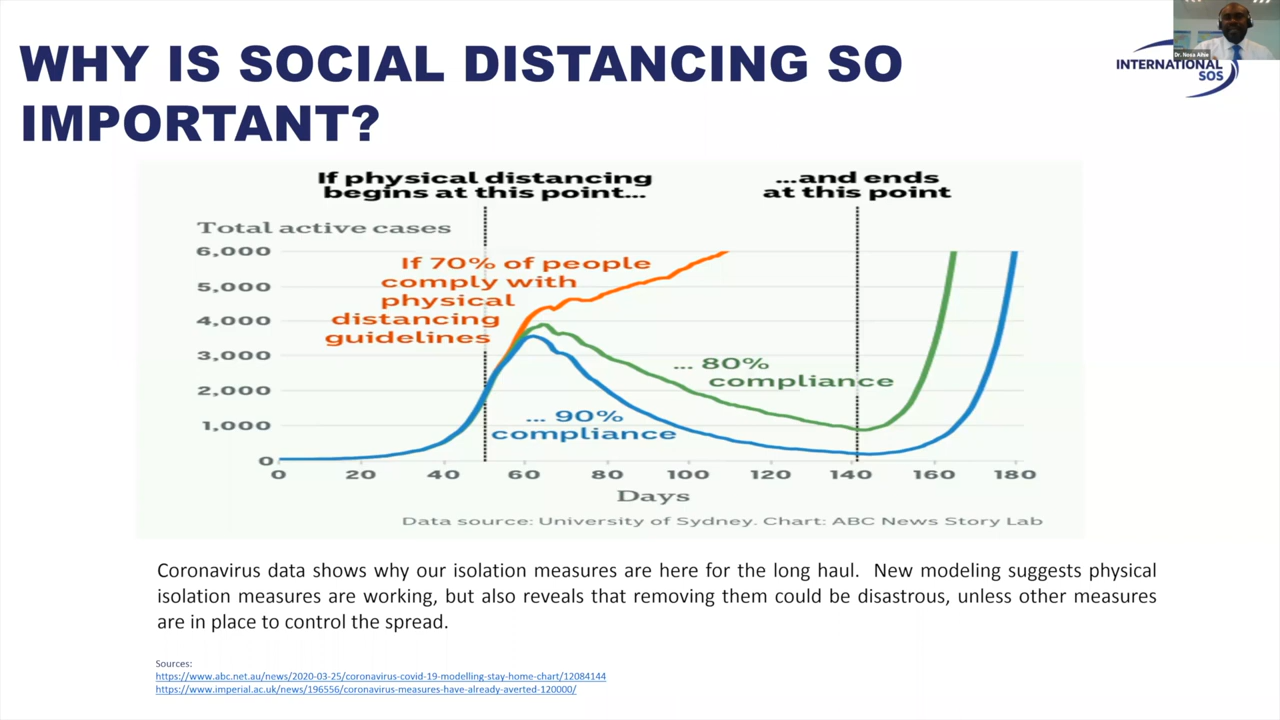 WHY IS SOCIAL DISTANCING SO
IMPORTANT?
INTERNATIONAL
SOS
If physical distancing
begins at this point...
...and ends
at this point
Total active cases
6,000
5,000
4,000
3,000
2,000
1,000
0
If 70% of people
comply with
physical
distancing
guidelines
... 80%
compliance
... 90%
compliance
0 20 40 60 80 100 120 140 160 180
Days
Data source: University of Sydney. Chart: ABC News Story Lab
Coronavirus data shows why our isolation measures are here for the long haul. New modeling suggests physical
isolation measures are working, but also reveals that removing them could be disastrous, unless other measures
are in place to control the spread.
Sources:
https://www.abc.net.au/news/2020-03-25/coronavirus-covid-19-modelling-stay-home-chart/12084144
https://www.imperial.ac.uk/news/196556/coronavirus-measures-have-already-averted-120000/